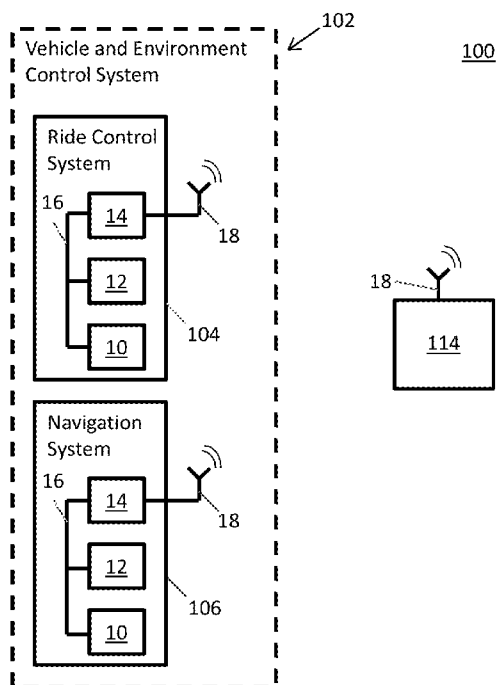 102
Vehicle and Environment
Control System
100
Ride Control
System
16
14
18
12
10
104
18
114
Navigation
System
16
14
18
12
10
106